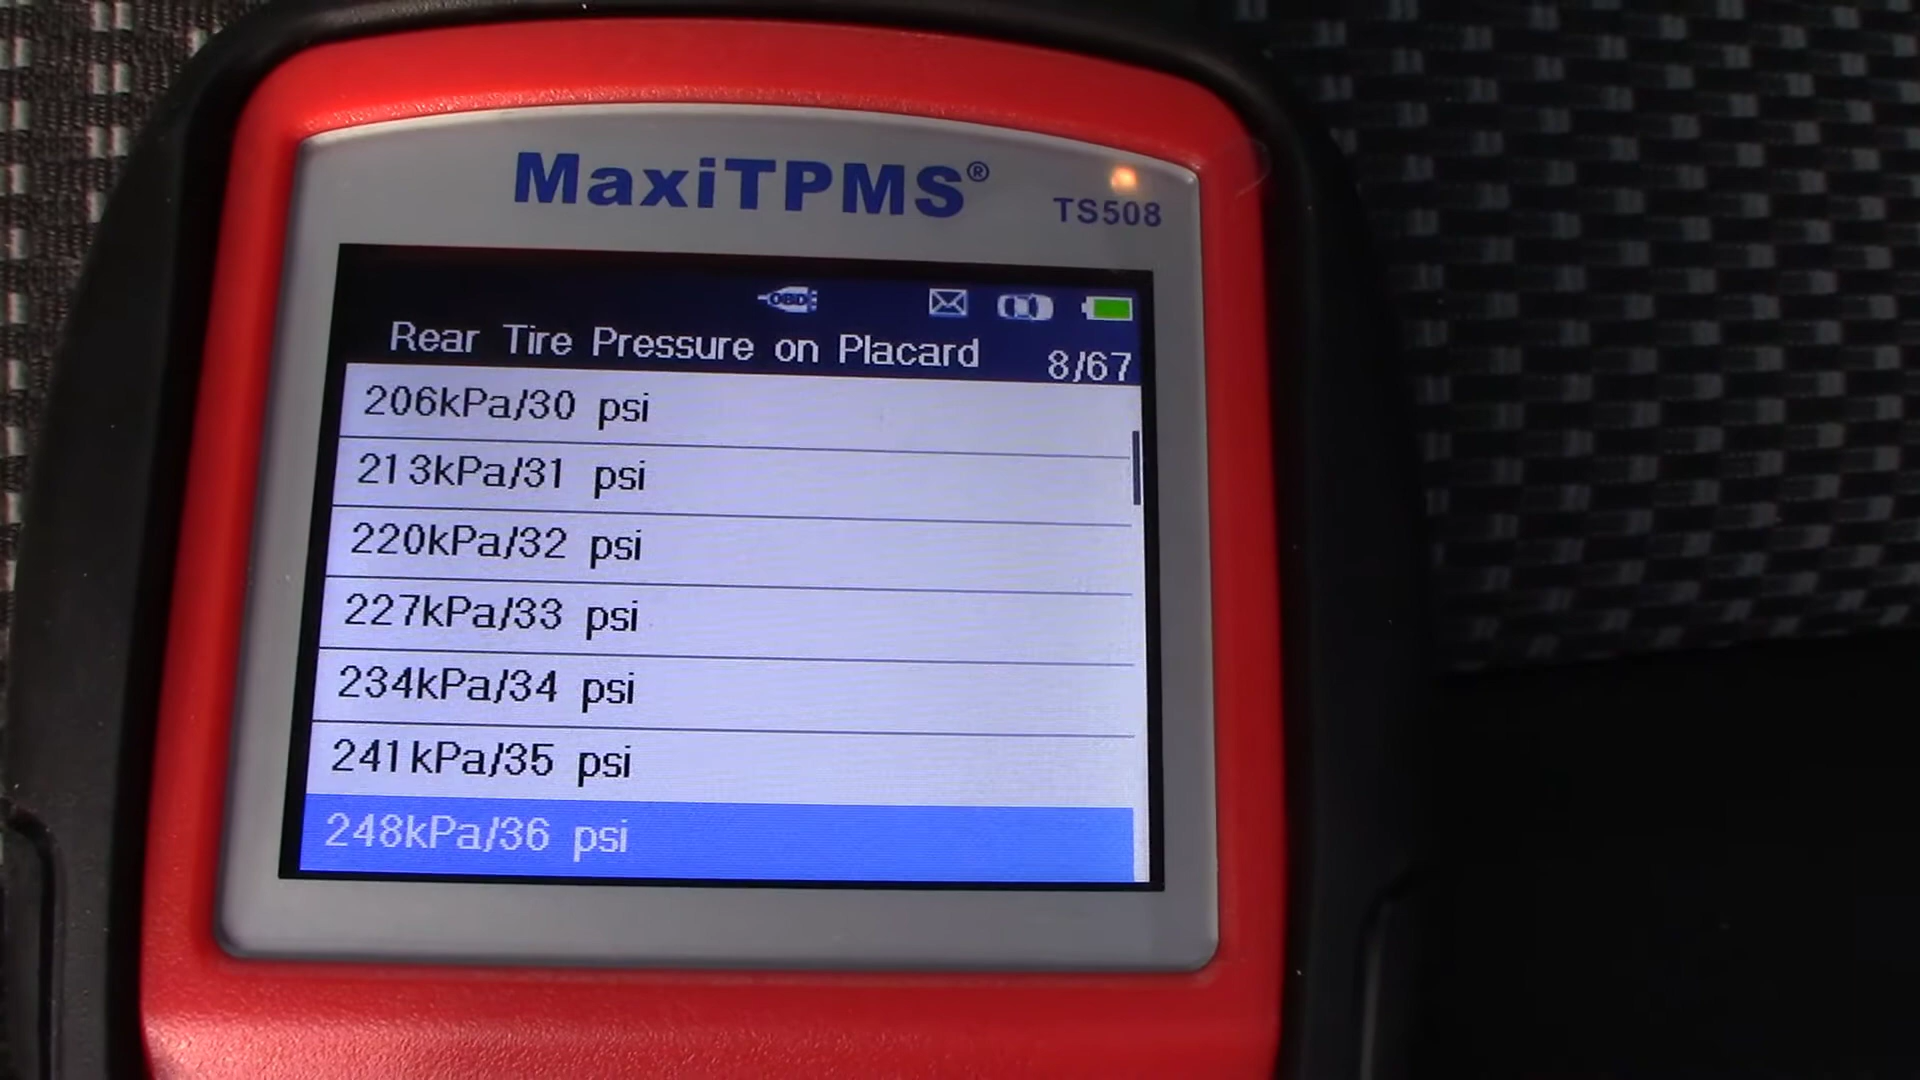 MaxiTPMS®
TS508
OBD
Rear Tire Pressure on Placard 8/67
206kPa/30 psi
213kPa/31 psi
220kPa/32 psi
227kPa/33 psi
234kPa/34 psi
241kPa/35 psi
248kPa/36 psi